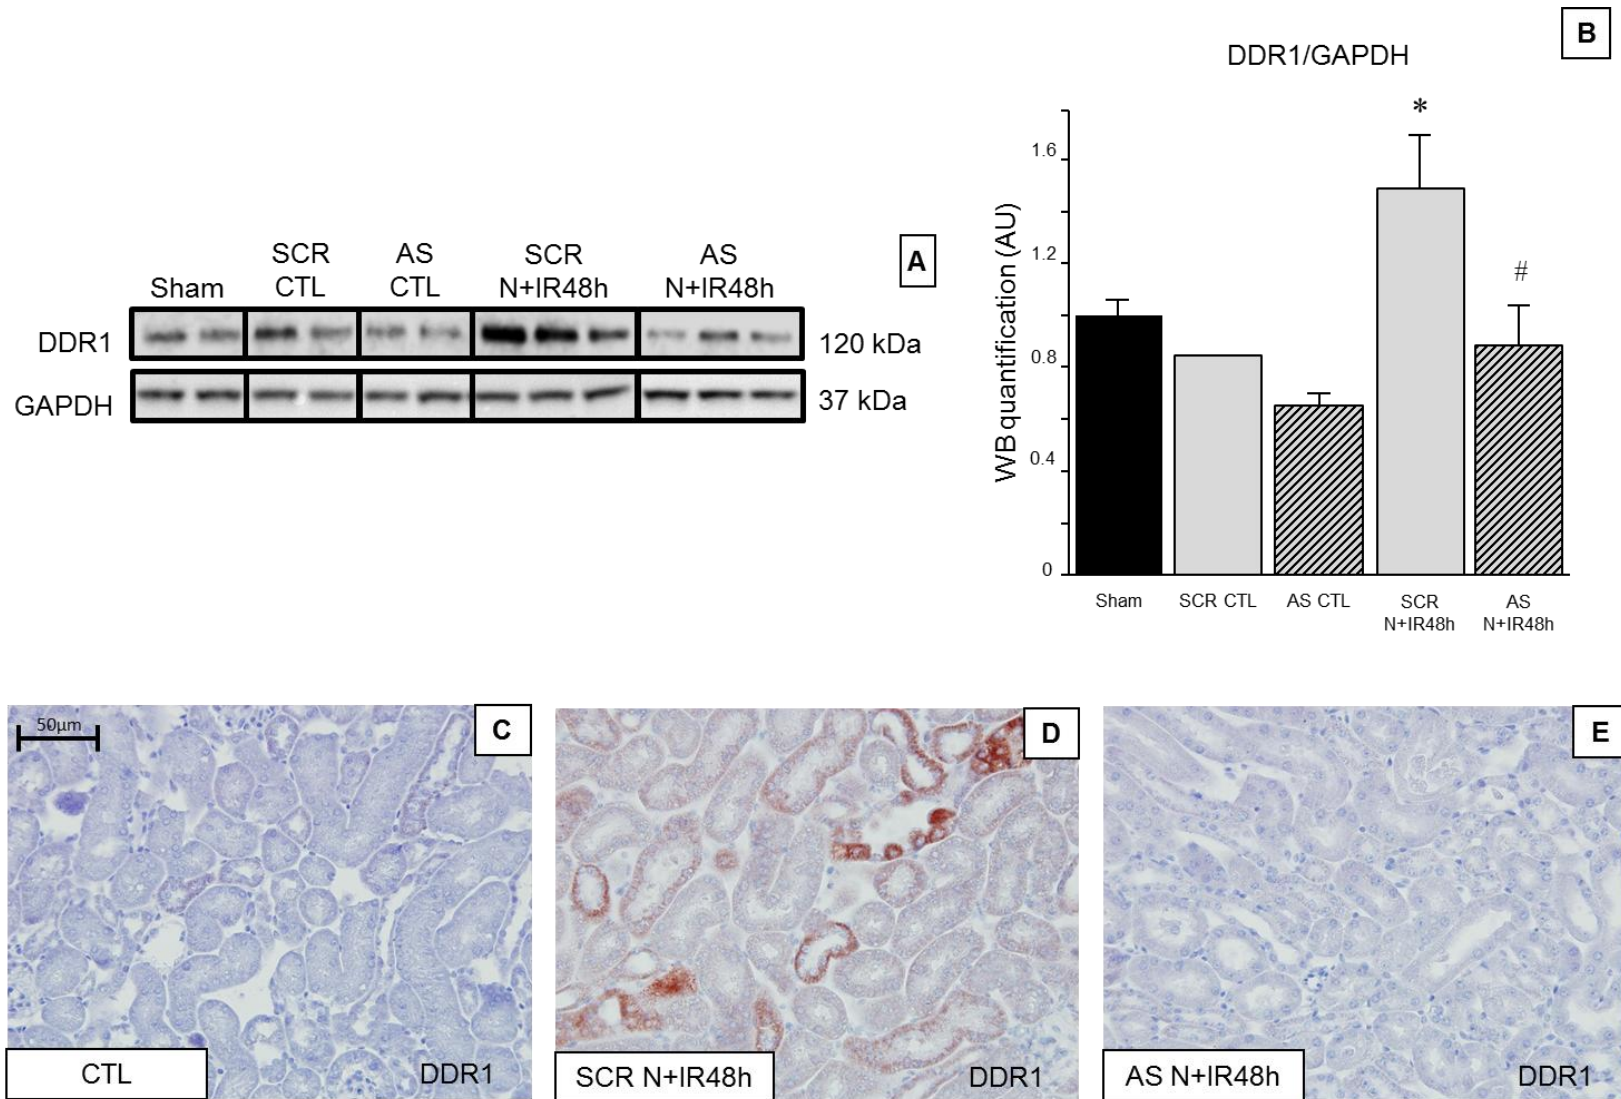 A
SCR
AS
SCR
AS
Sham
CTL
CTL
N+IR48h
N+IR48h
DDR1
120 kDa
GAPDH
37 kDa
B
DDR1/GAPDH
*
1.6
1.2
#
0.8
0.4
0
WB quantification (AU)
Sham
SCR CTL
AS CTL
SCR
N+IR48h
AS
N+IR48h
50µm
C
CTL
DDR1
D
SCR N+IR48h
DDR1
E
AS N+IR48h
DDR1